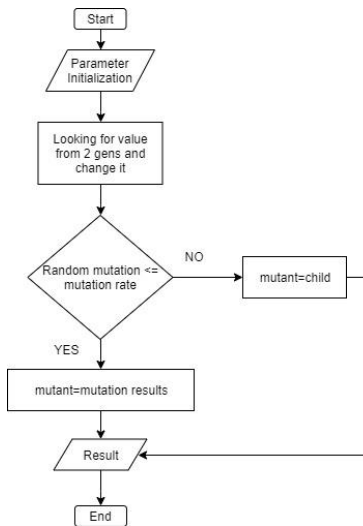 Start
Parameter
Initialization
Looking for value
from 2 gens and
change it
Random mutation <=
mutation rate
NO
mutant=child
YES
mutant=mutation results
Result
End